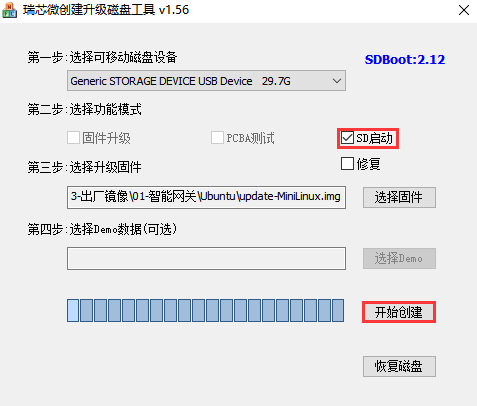 瑞芯微创建升级磁盘工具 v1.56
第一步:选择可移动磁盘设备
SDBoot:2.12
Generic STORAGE DEVICE USB Device 29.7G
第二步:选择功能模式
固件升级 PCBA测试 SD启动
修复
第三步:选择升级固件
3-出厂镜像\01-智能网关\Ubuntu\update-MiniLinux.img 选择固件
第四步:选择Demo数据(可选)
选择Demo
开始创建
恢复磁盘